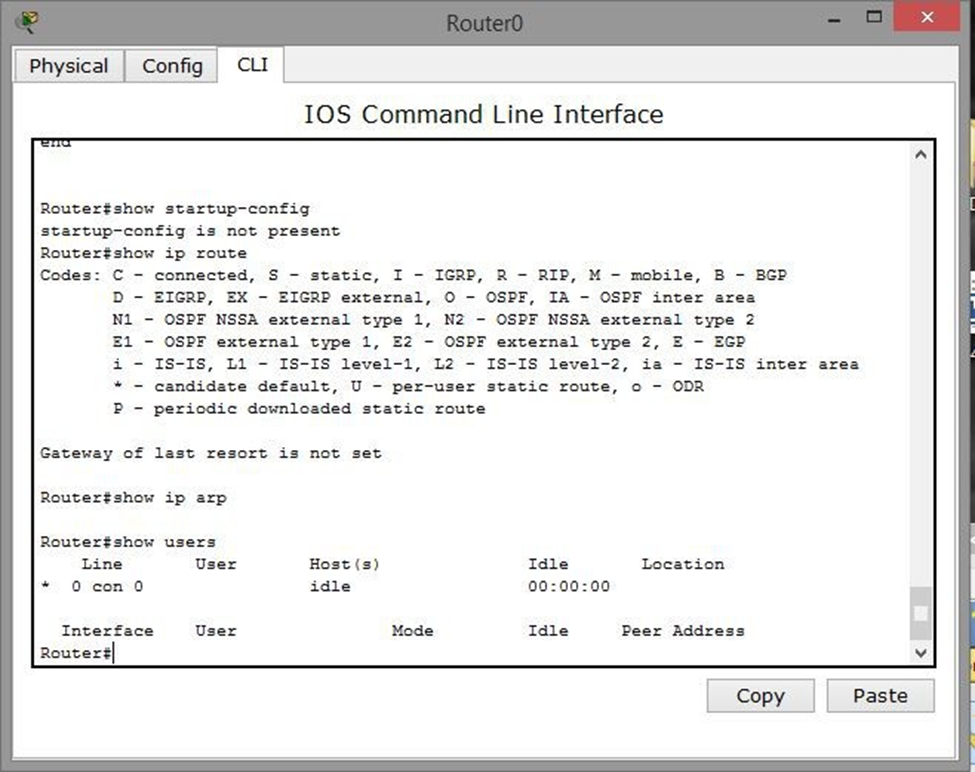 Router0
Physical Config CLI
IOS Command Line Interface
end
Router#show startup-config
startup-config is not present
Router#show ip route
Codes: C - connected, S - static, I - IGRP, R - RIP, M - mobile, B - BGP
D - EIGRP, EX - EIGRP external, O - OSPF, IA - OSPF inter area
N1 - OSPF NSSA external type 1, N2 - OSPF NSSA external type 2
E1 - OSPF external type 1, E2 - OSPF external type 2, E - EGP
i - IS-IS, L1 - IS-IS level-1, L2 - IS-IS level-2, ia - IS-IS inter area
* - candidate default, U - per-user static route, o - ODR
P - periodic downloaded static route
Gateway of last resort is not set
Router#show ip arp
Router#show users
Line User Host(s) Idle Location
* 0 con 0 idle 00:00:00
Interface User Mode Idle Peer Address
Router#
Copy Paste